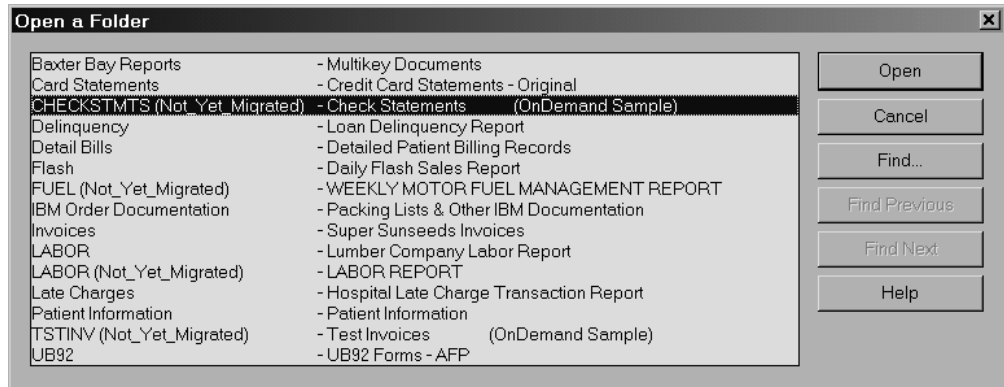 Open a Folder
Baxter Bay Reports - Multikey Documents
Card Statements - Credit Card Statements - Original
CHECKSTMTS (Not_Yet_Migrated) - Check Statements (OnDemand Sample)
Delinquency - Loan Delinquency Report
Detail Bills - Detailed Patient Billing Records
Flash - Daily Flash Sales Report
FUEL (Not_Yet_Migrated) - WEEKLY MOTOR FUEL MANAGEMENT REPORT
IBM Order Documentation - Packing Lists & Other IBM Documentation
Invoices - Super Sunseeds Invoices
LABOR - Lumber Company Labor Report
LABOR (Not_Yet_Migrated) - LABOR REPORT
Late Charges - Hospital Late Charge Transaction Report
Patient Information - Patient Information
TSTINV (Not_Yet_Migrated) - Test Invoices (OnDemand Sample)
UB92 - UB92 Forms - AFP
Open
Cancel
Find...
Find Previous
Find Next
Help